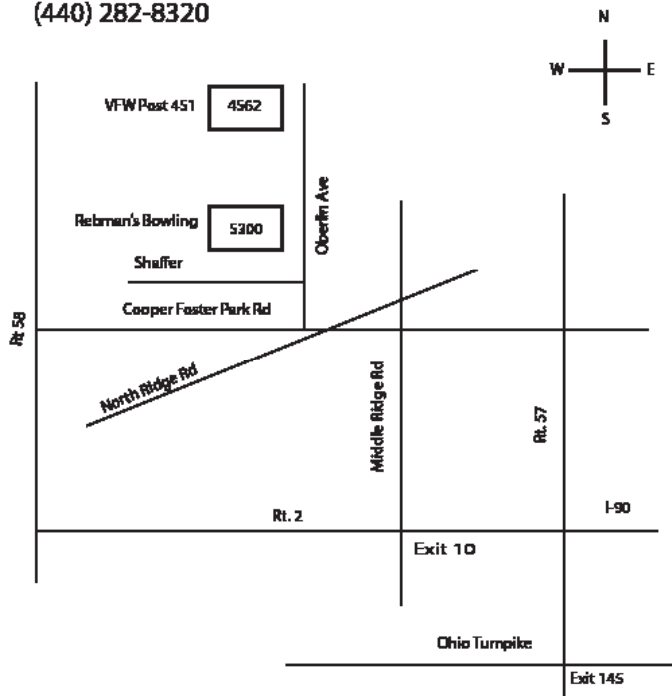 (440) 282-8320
N
W E
S
VFW Post 451 4562
Oberlin Ave
Rebman's Bowling 5300
Shaffer
Cooper Foster Park Rd
Rt 58
North Ridge Rd
Middle Ridge Rd
Rt. 57
Rt. 2
I-90
Exit 10
Ohio Turnpike
Exit 145